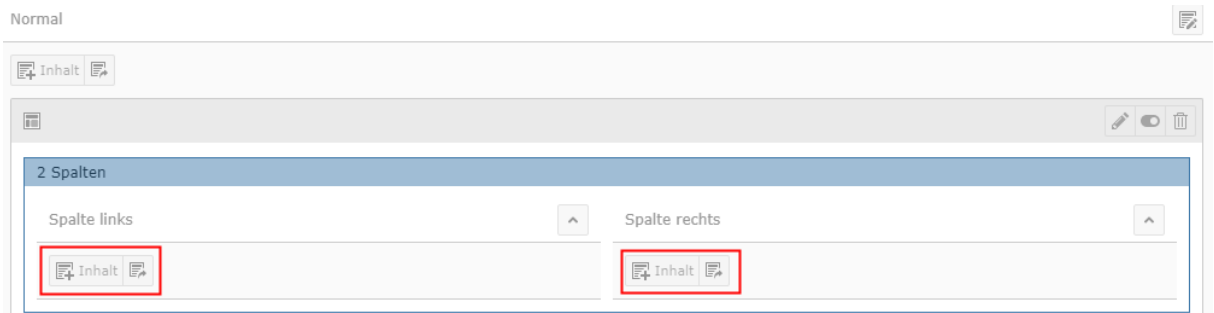 Normal
Inhalt
2 Spalten
Spalte links
Spalte rechts
Inhalt
Inhalt